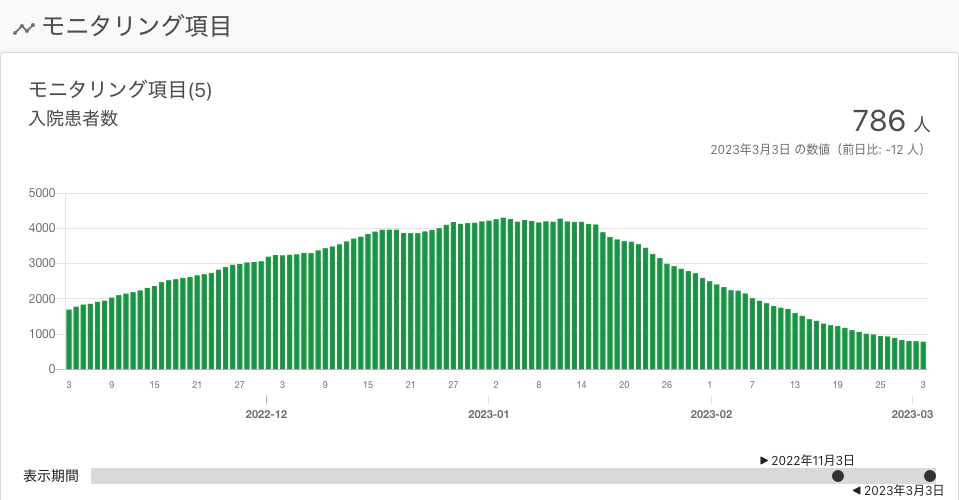 モニタリング項目
モニタリング項目(5)
入院患者数
786 人
2023年3月3日 の数値（前日比: -12 人）
5000
4000
3000
2000
1000
0
3 9 15 21 27 3 9 15 21 27 2 8 14 20 26 1 7 13 19 25 3
2022-12 2023-01 2023-02 2023-03
▶ 2022年11月3日
表示期間
◀ 2023年3月3日